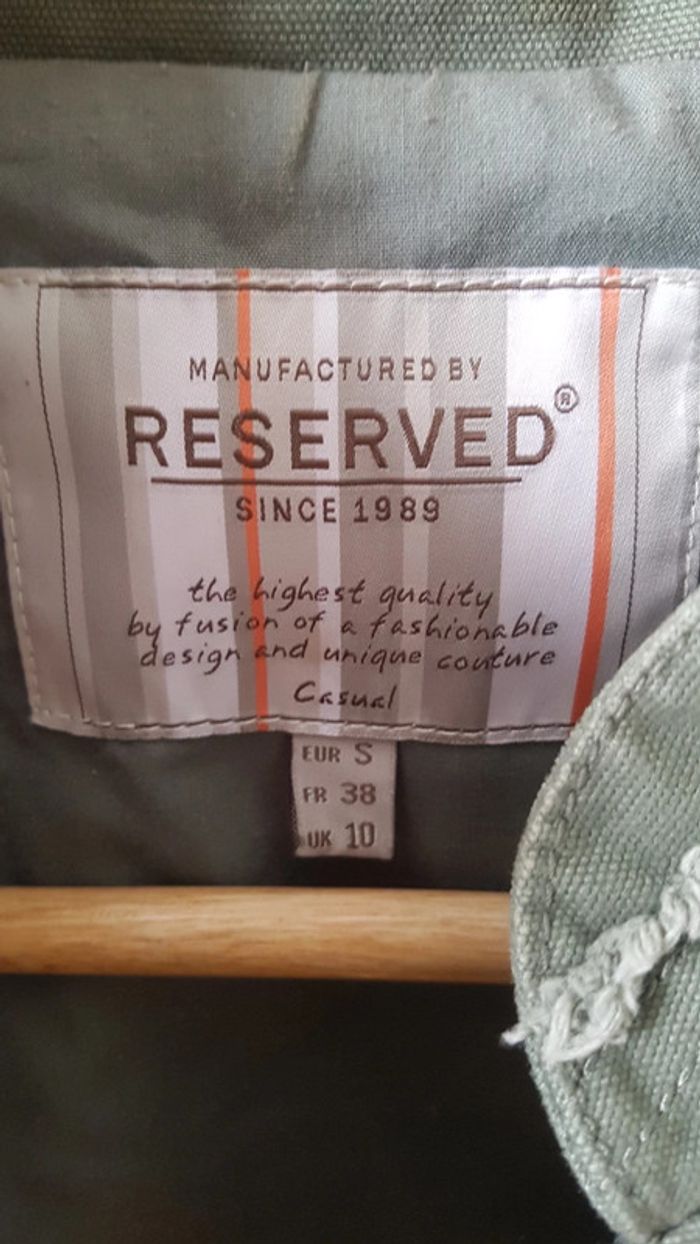 MANUFACTURED BY
RESERVED®
SINCE 1989
the highest quality
by fusion of a fashionable
design and unique couture
Casual
EUR S
FR 38
UK 10